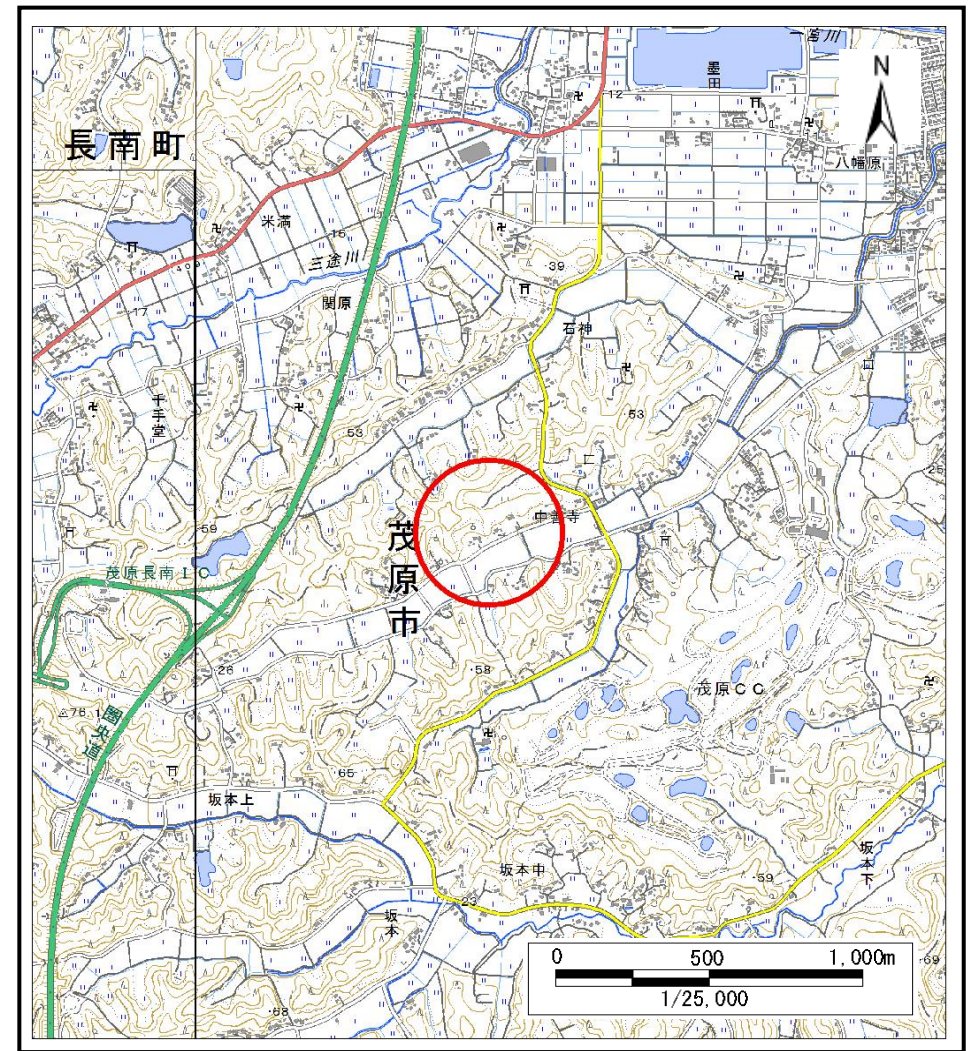 一宮川
墨田
12
N
長南町
八幡原
米満
15
三途川
39
関原
17
石神
千手堂
53
53
25
中善寺
59
茂原市
茂原長南IC
26
58
茂原CC
76.1
圏央道
65
坂本上
坂本中
59
坂本下
23
坂本
0 500 1,000m
1/25,000
69
68